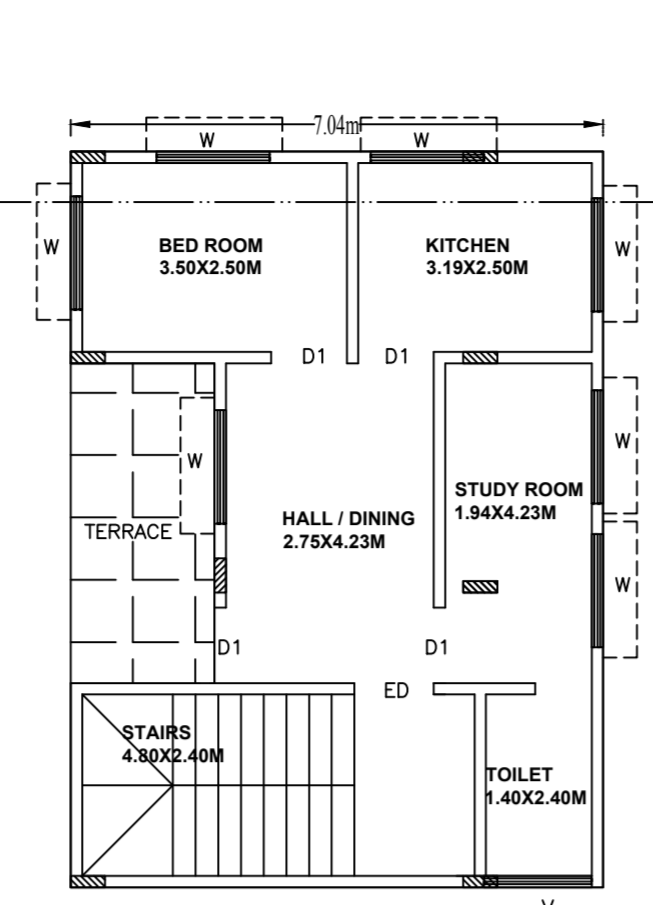 7.04m
W
W
W
BED ROOM
3.50X2.50M
KITCHEN
3.19X2.50M
W
D1
D1
W
W
STUDY ROOM
1.94X4.23M
HALL / DINING
2.75X4.23M
TERRACE
W
D1
D1
ED
STAIRS
4.80X2.40M
TOILET
1.40X2.40M